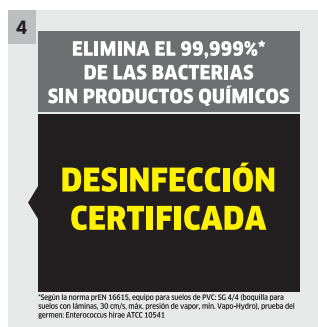 4
ELIMINA EL 99,999%*
DE LAS BACTERIAS
SIN PRODUCTOS QUÍMICOS
DESINFECCIÓN
CERTIFICADA
*Según la norma prEN 16615, equipo para suelos de PVC: SG 4/4 (boquilla para
suelos con láminas, 30 cm/s, máx. presión de vapor, mín. Vapo-Hydro), prueba del
germen: Enterococcus hirae ATCC 10541